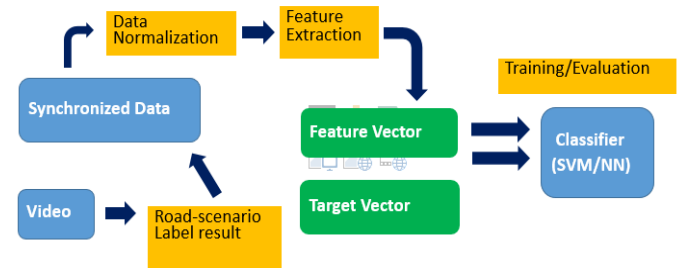 Data
Normalization
Feature
Extraction
Training/Evaluation
Synchronized Data
Feature Vector
Classifier
(SVM/NN)
Video
Road-scenario
Label result
Target Vector